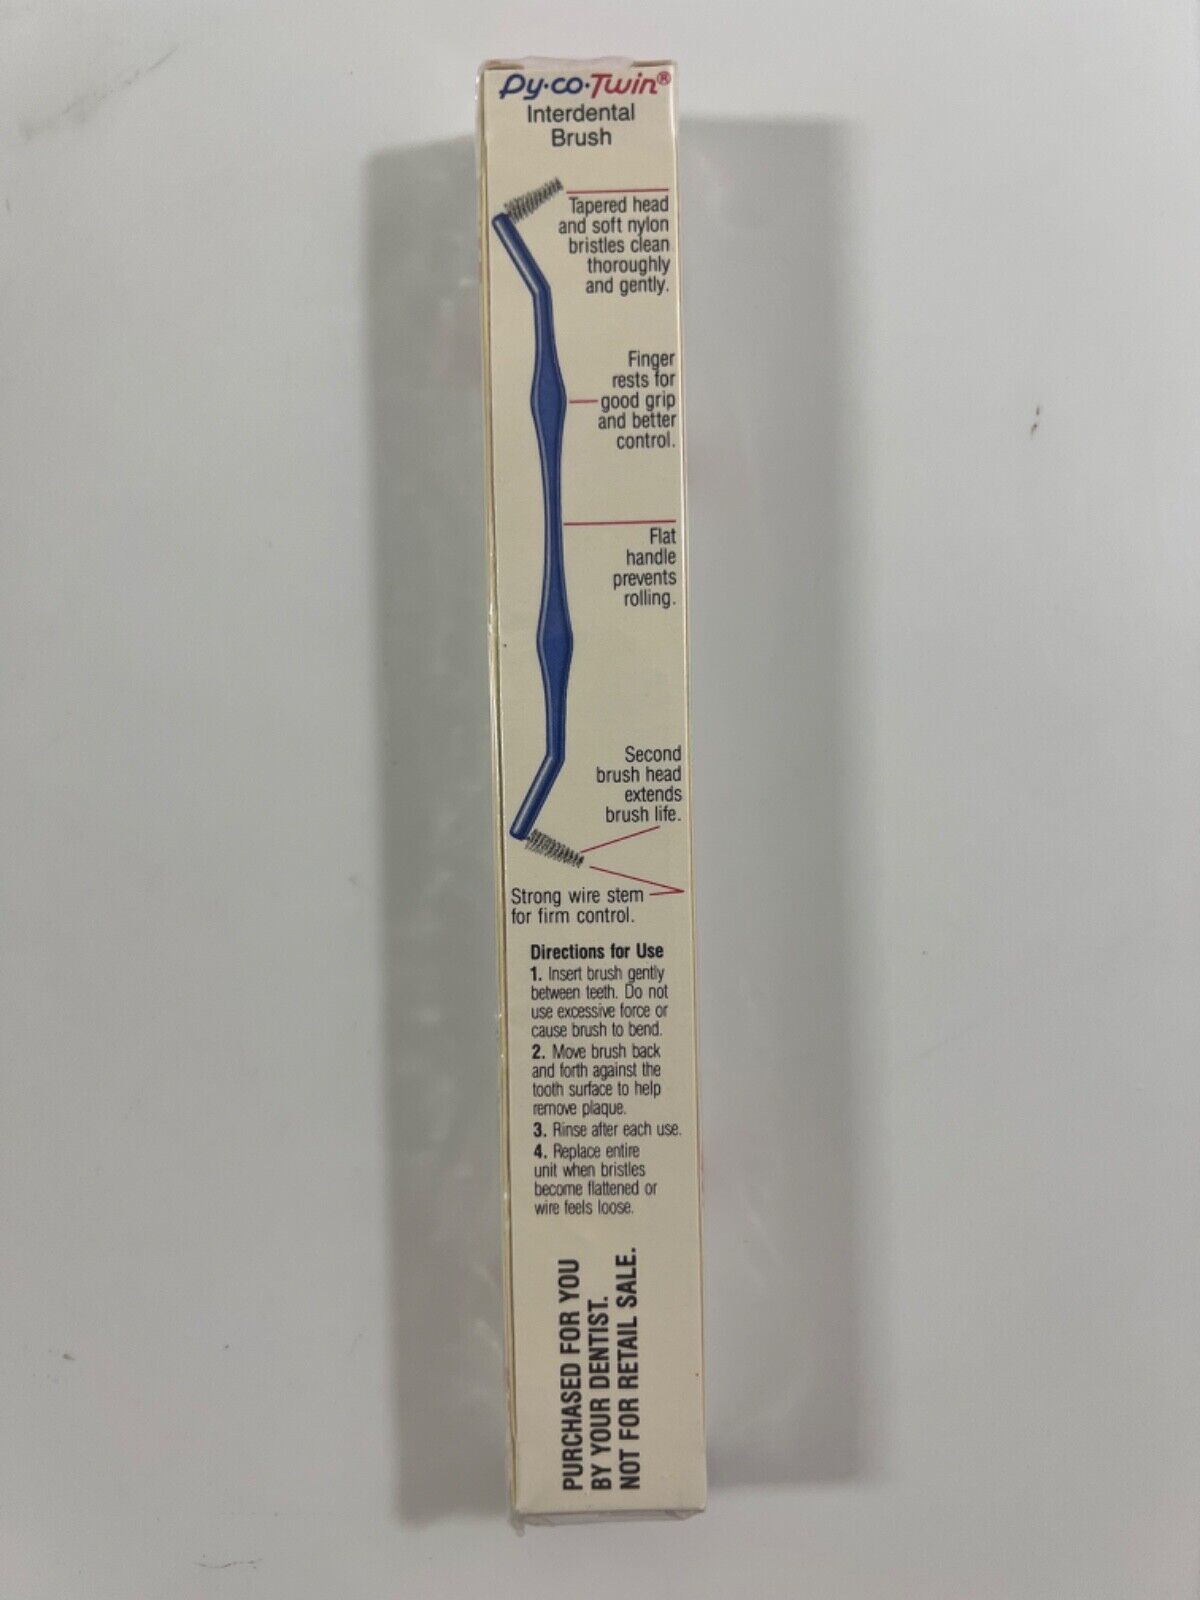 Py·co·Twin®
Interdental
Brush
Tapered head
and soft nylon
bristles clean
thoroughly
and gently.
Finger
rests for
good grip
and better
control.
Flat
handle
prevents
rolling.
Second
brush head
extends
brush life.
Strong wire stem
for firm control.
Directions for Use
1. Insert brush gently
between teeth. Do not
use excessive force or
cause brush to bend.
2. Move brush back
and forth against the
tooth surface to help
remove plaque.
3. Rinse after each use.
4. Replace entire
unit when bristles
become flattened or
wire feels loose.
PURCHASED FOR YOU
BY YOUR DENTIST.
NOT FOR RETAIL SALE.